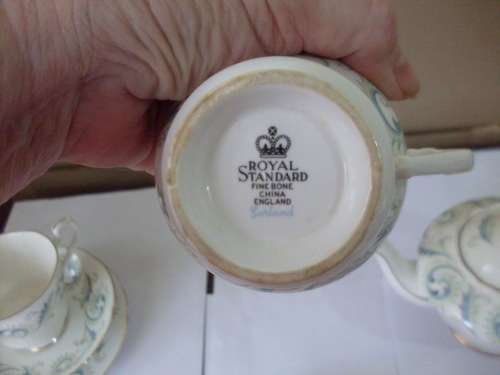 ROYAL
STANDARD
FINE BONE
CHINA
ENGLAND
Garland